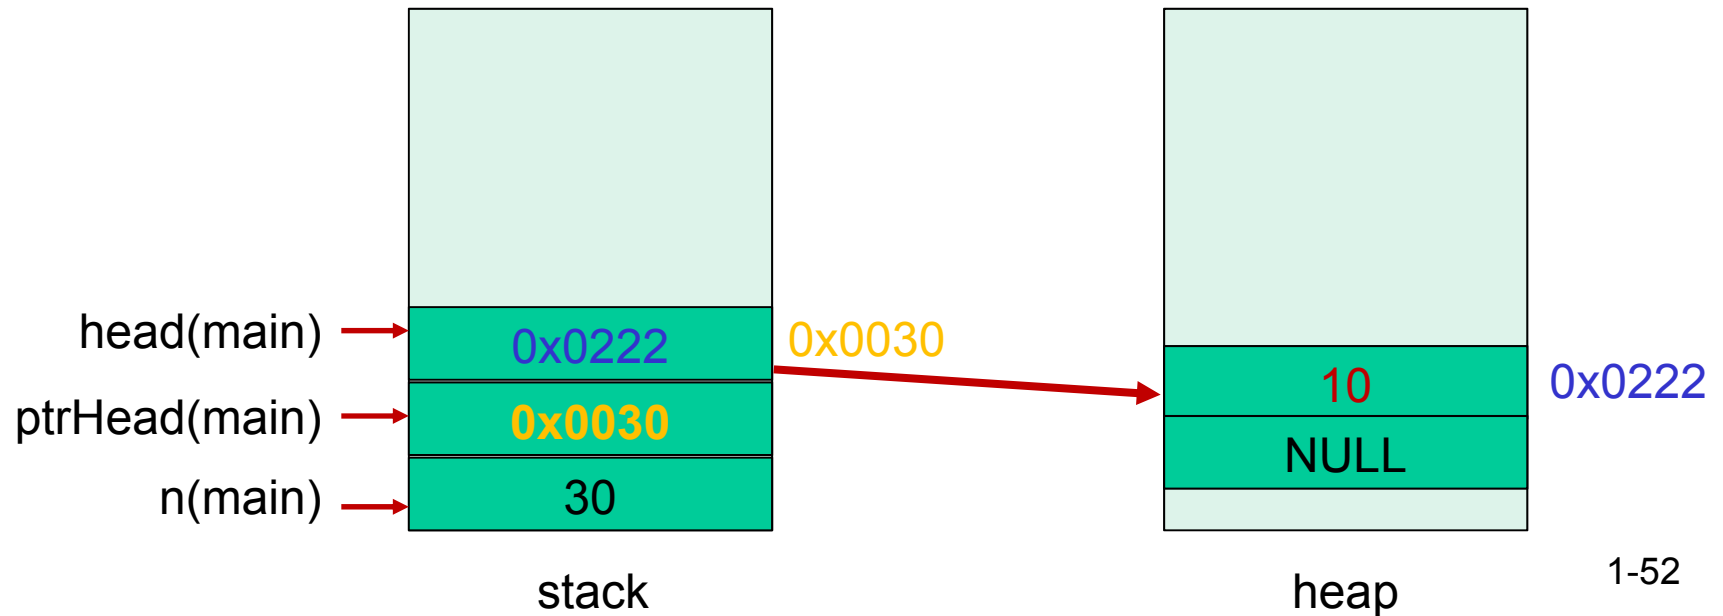 head(main)
0x0222
0x0030
10
0x0222
ptrHead(main)
0x0030
NULL
n(main)
30
stack
heap
1-52